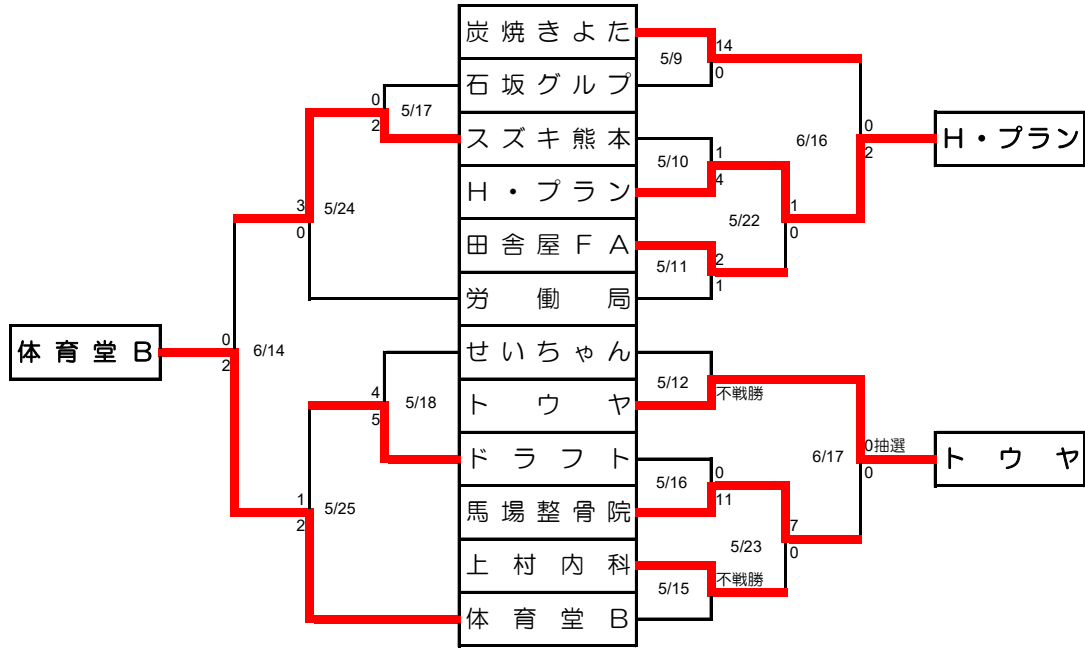 炭焼きよた
5/9
14
0
石坂グルプ
0
5/17
2
スズキ熊本
5/10
1
4
6/16
0
2
H・プラン
H・プラン
3
5/24
0
5/22
1
0
田舎屋FA
5/11
2
1
労働局
体育堂B
0
6/14
2
せいちゃん
5/12
不戦勝
4
5/18
5
トウヤ
ドラフト
5/16
0
11
6/17
0抽選
0
トウヤ
1
5/25
2
馬場整骨院
5/23
7
0
上村内科
5/15
不戦勝
体育堂B